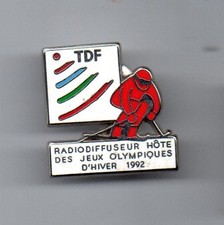 TDF
RADIODIFFUSEUR HÔTE
DES JEUX OLYMPIQUES
D'HIVER 1992